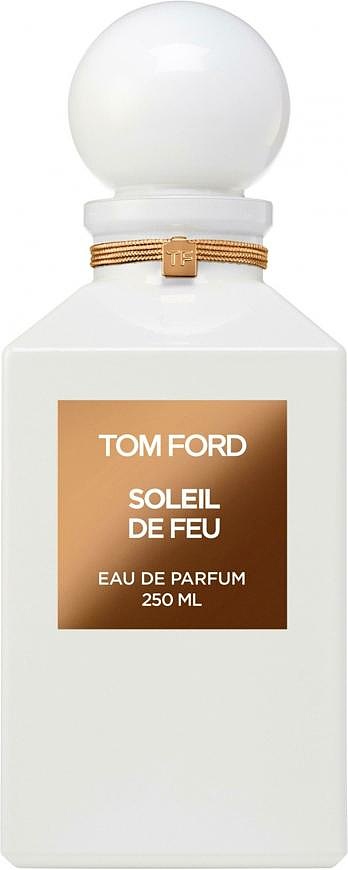 TF
TOM FORD
SOLEIL
DE FEU
EAU DE PARFUM
250 ML